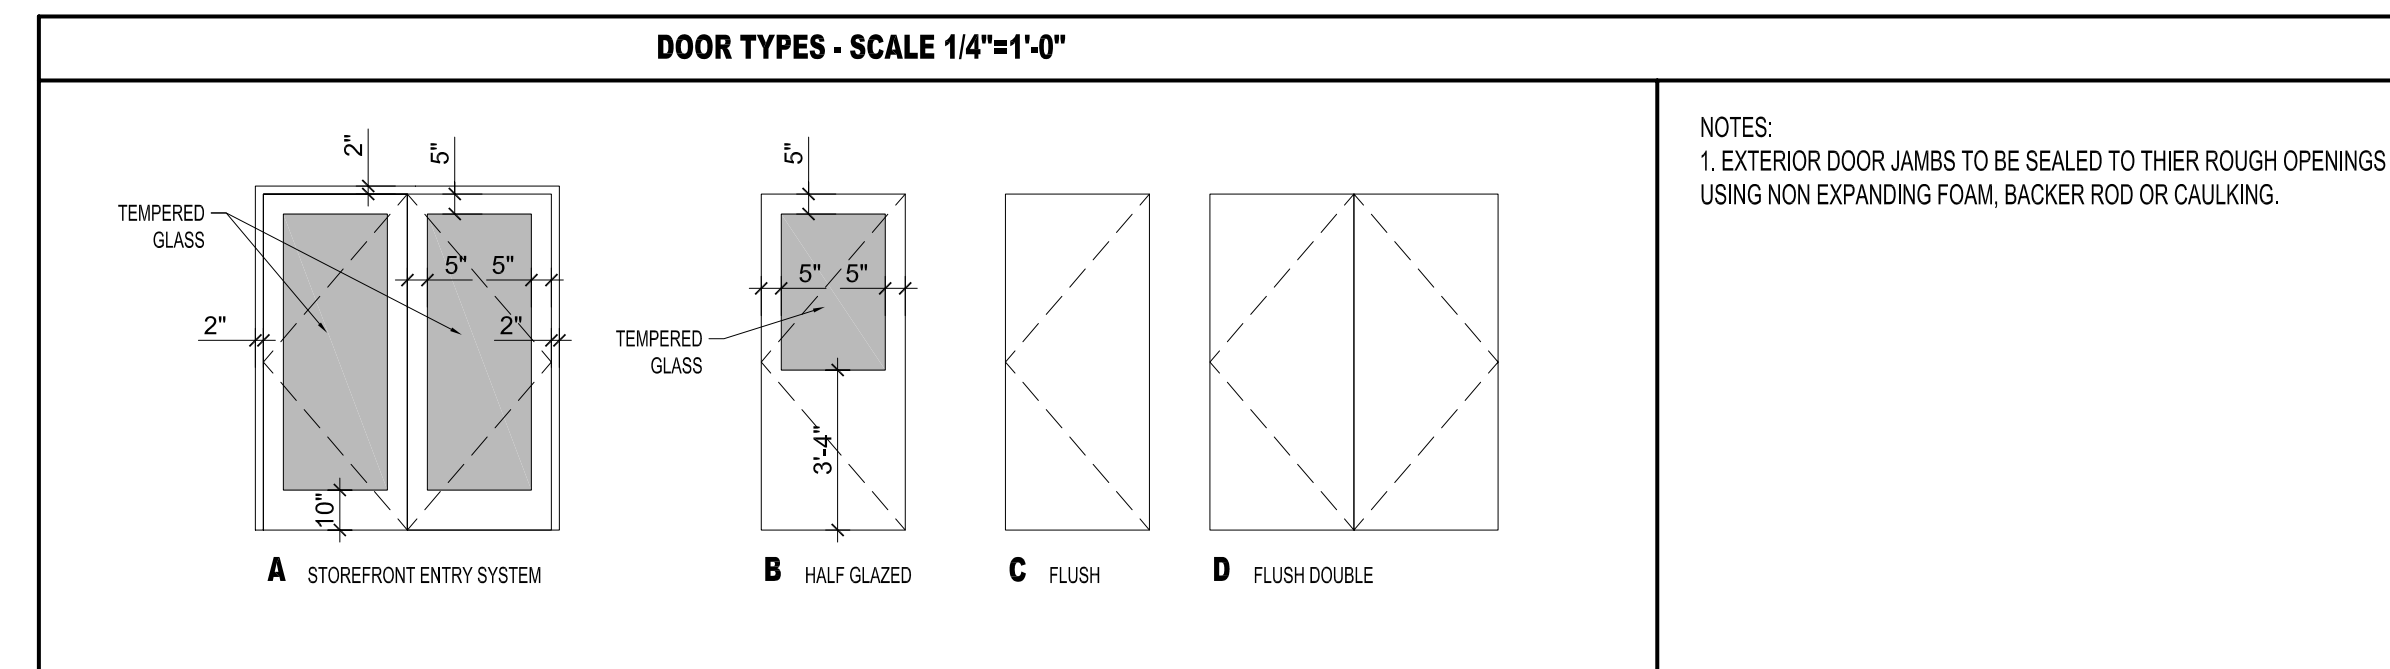 DOOR TYPES - SCALE 1/4"=1'-0"
2"
5"
TEMPERED
GLASS
5"
5"
2"
2"
10"
A STOREFRONT ENTRY SYSTEM
5"
5"
5"
TEMPERED
GLASS
3'-4"
B HALF GLAZED
C FLUSH
D FLUSH DOUBLE
NOTES:
1. EXTERIOR DOOR JAMBS TO BE SEALED TO THIER ROUGH OPENINGS
USING NON EXPANDING FOAM, BACKER ROD OR CAULKING.